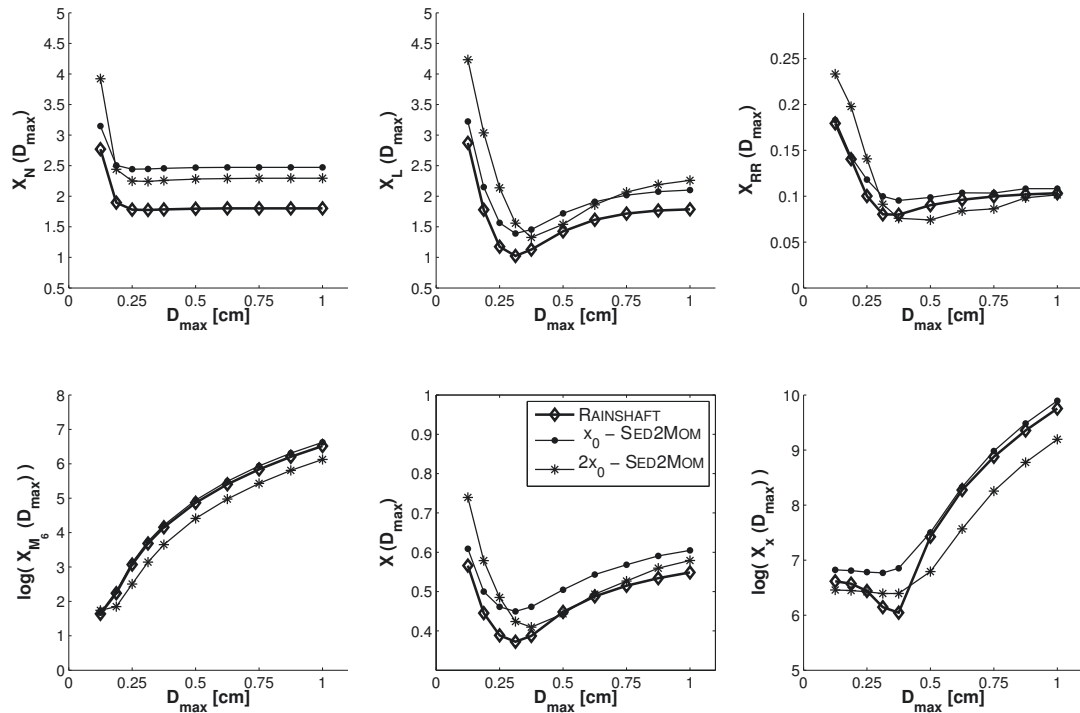 X_N (D_max)
5
4.5
4
3.5
3
2.5
2
1.5
1
0.5
0 0.25 0.5 0.75 1
D_max [cm]
X_L (D_max)
5
4.5
4
3.5
3
2.5
2
1.5
1
0.5
0 0.25 0.5 0.75 1
D_max [cm]
X_RR (D_max)
0.25
0.2
0.15
0.1
0.05
0
0 0.25 0.5 0.75 1
D_max [cm]
log( X_M_6 (D_max) )
8
7
6
5
4
3
2
1
0
0 0.25 0.5 0.75 1
D_max [cm]
X (D_max)
1
0.9
0.8
0.7
0.6
0.5
0.4
RAINSHAFT
x_0 – SED2MOM
2x_0 – SED2MOM
0 0.25 0.5 0.75 1
D_max [cm]
log( X_x (D_max) )
10
9
8
7
6
5
0 0.25 0.5 0.75 1
D_max [cm]